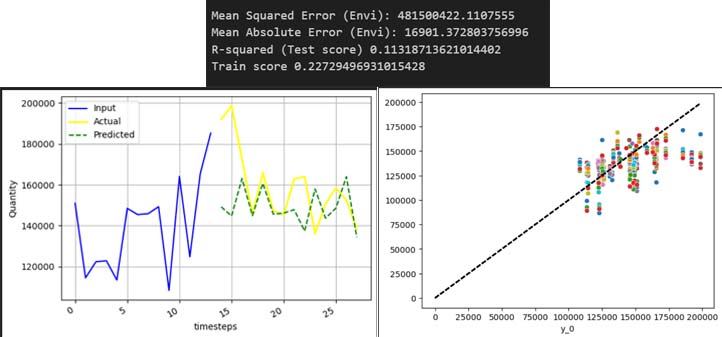 Mean Squared Error (Envi): 481500422.1107555
Mean Absolute Error (Envi): 16901.372803756996
R-squared (Test score) 0.11318713621014402
Train score 0.22729496931015428
200000
180000
160000
140000
120000
Quantity
Input
Actual
Predicted
0 5 10 15 20 25
timesteps
200000
175000
150000
125000
100000
75000
50000
25000
0
0 25000 50000 75000 100000 125000 150000 175000 200000
y_0